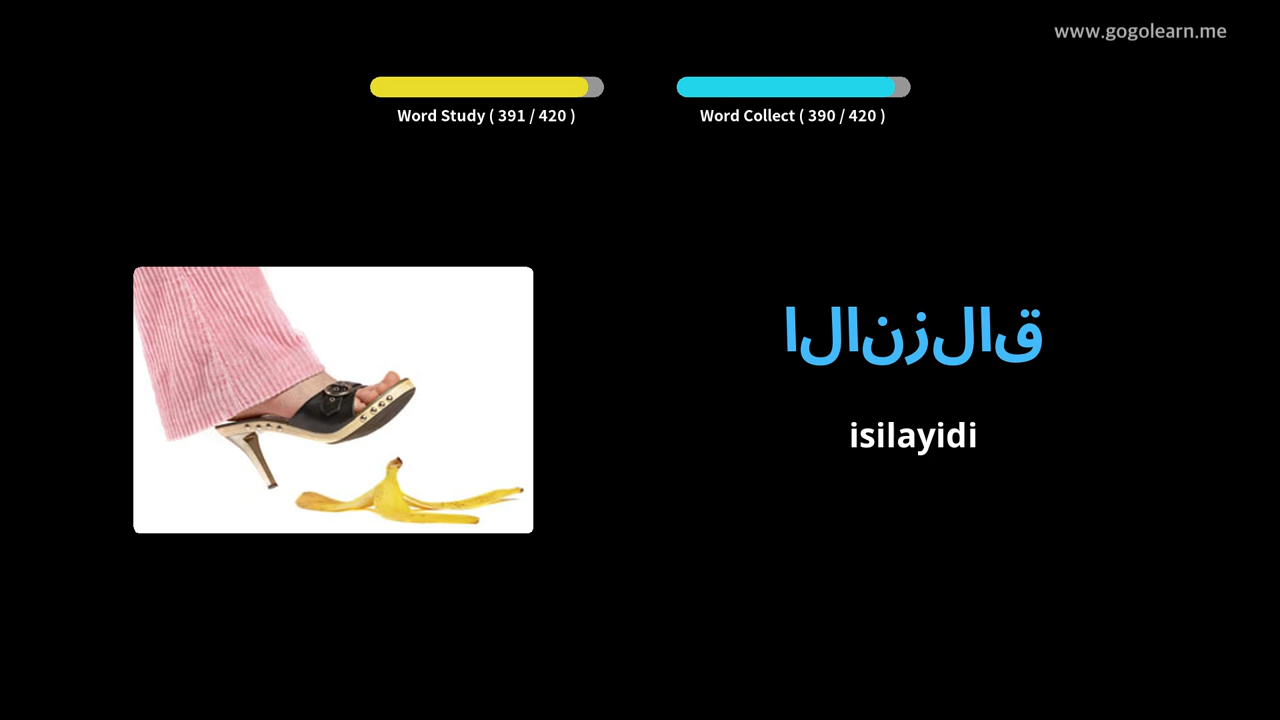 www.gogolearn.me
Word Study ( 391 / 420 )
Word Collect ( 390 / 420 )
الانزلاق
isilayidi